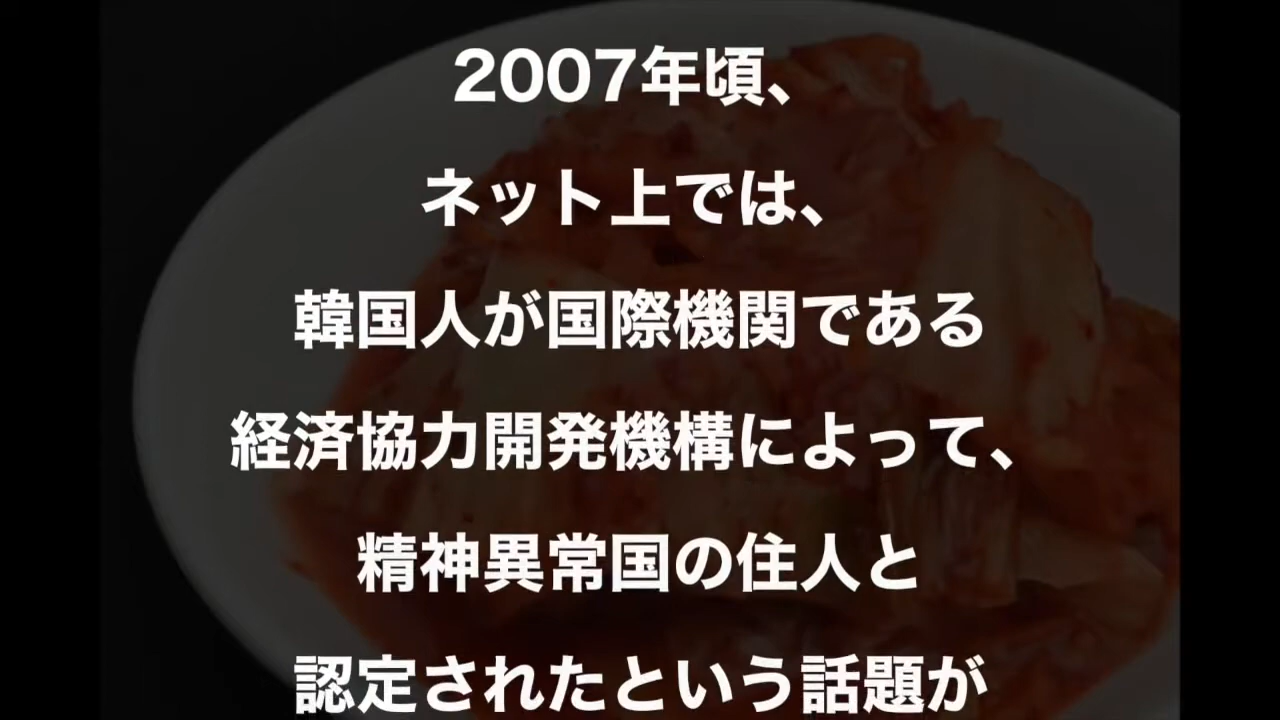 2007年頃、
ネット上では、
韓国人が国際機関である
経済協力開発機構によって、
精神異常国の住人と
認定されたという話題が